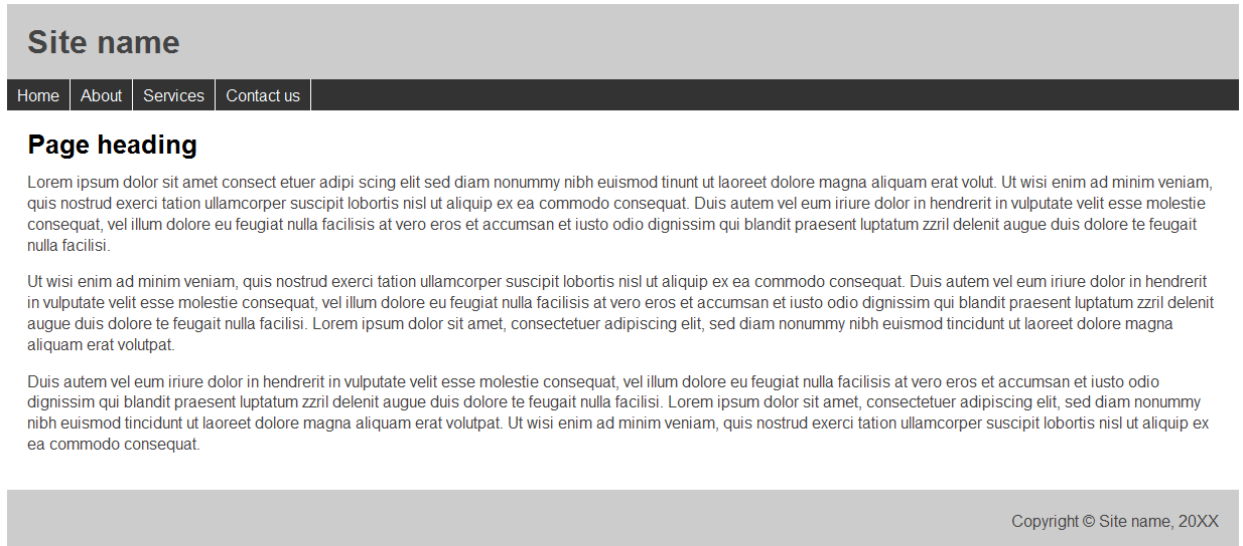 Site name
Home About Services Contact us
Page heading
Lorem ipsum dolor sit amet consect etuer adipi scing elit sed diam nonummy nibh euismod tinunt ut laoreet dolore magna aliquam erat volut. Ut wisi enim ad minim veniam,
quis nostrud exerci tation ullamcorper suscipit lobortis nisl ut aliquip ex ea commodo consequat. Duis autem vel eum iriure dolor in hendrerit in vulputate velit esse molestie
consequat, vel illum dolore eu feugiat nulla facilisis at vero eros et accumsan et iusto odio dignissim qui blandit praesent luptatum zzril delenit augue duis dolore te feugait
nulla facilisi.
Ut wisi enim ad minim veniam, quis nostrud exerci tation ullamcorper suscipit lobortis nisl ut aliquip ex ea commodo consequat. Duis autem vel eum iriure dolor in hendrerit
in vulputate velit esse molestie consequat, vel illum dolore eu feugiat nulla facilisis at vero eros et accumsan et iusto odio dignissim qui blandit praesent luptatum zzril delenit
augue duis dolore te feugait nulla facilisi. Lorem ipsum dolor sit amet, consectetuer adipiscing elit, sed diam nonummy nibh euismod tincidunt ut laoreet dolore magna
aliquam erat volutpat.
Duis autem vel eum iriure dolor in hendrerit in vulputate velit esse molestie consequat, vel illum dolore eu feugiat nulla facilisis at vero eros et accumsan et iusto odio
dignissim qui blandit praesent luptatum zzril delenit augue duis dolore te feugait nulla facilisi. Lorem ipsum dolor sit amet, consectetuer adipiscing elit, sed diam nonummy
nibh euismod tincidunt ut laoreet dolore magna aliquam erat volutpat. Ut wisi enim ad minim veniam, quis nostrud exerci tation ullamcorper suscipit lobortis nisl ut aliquip ex
ea commodo consequat.
Copyright © Site name, 20XX